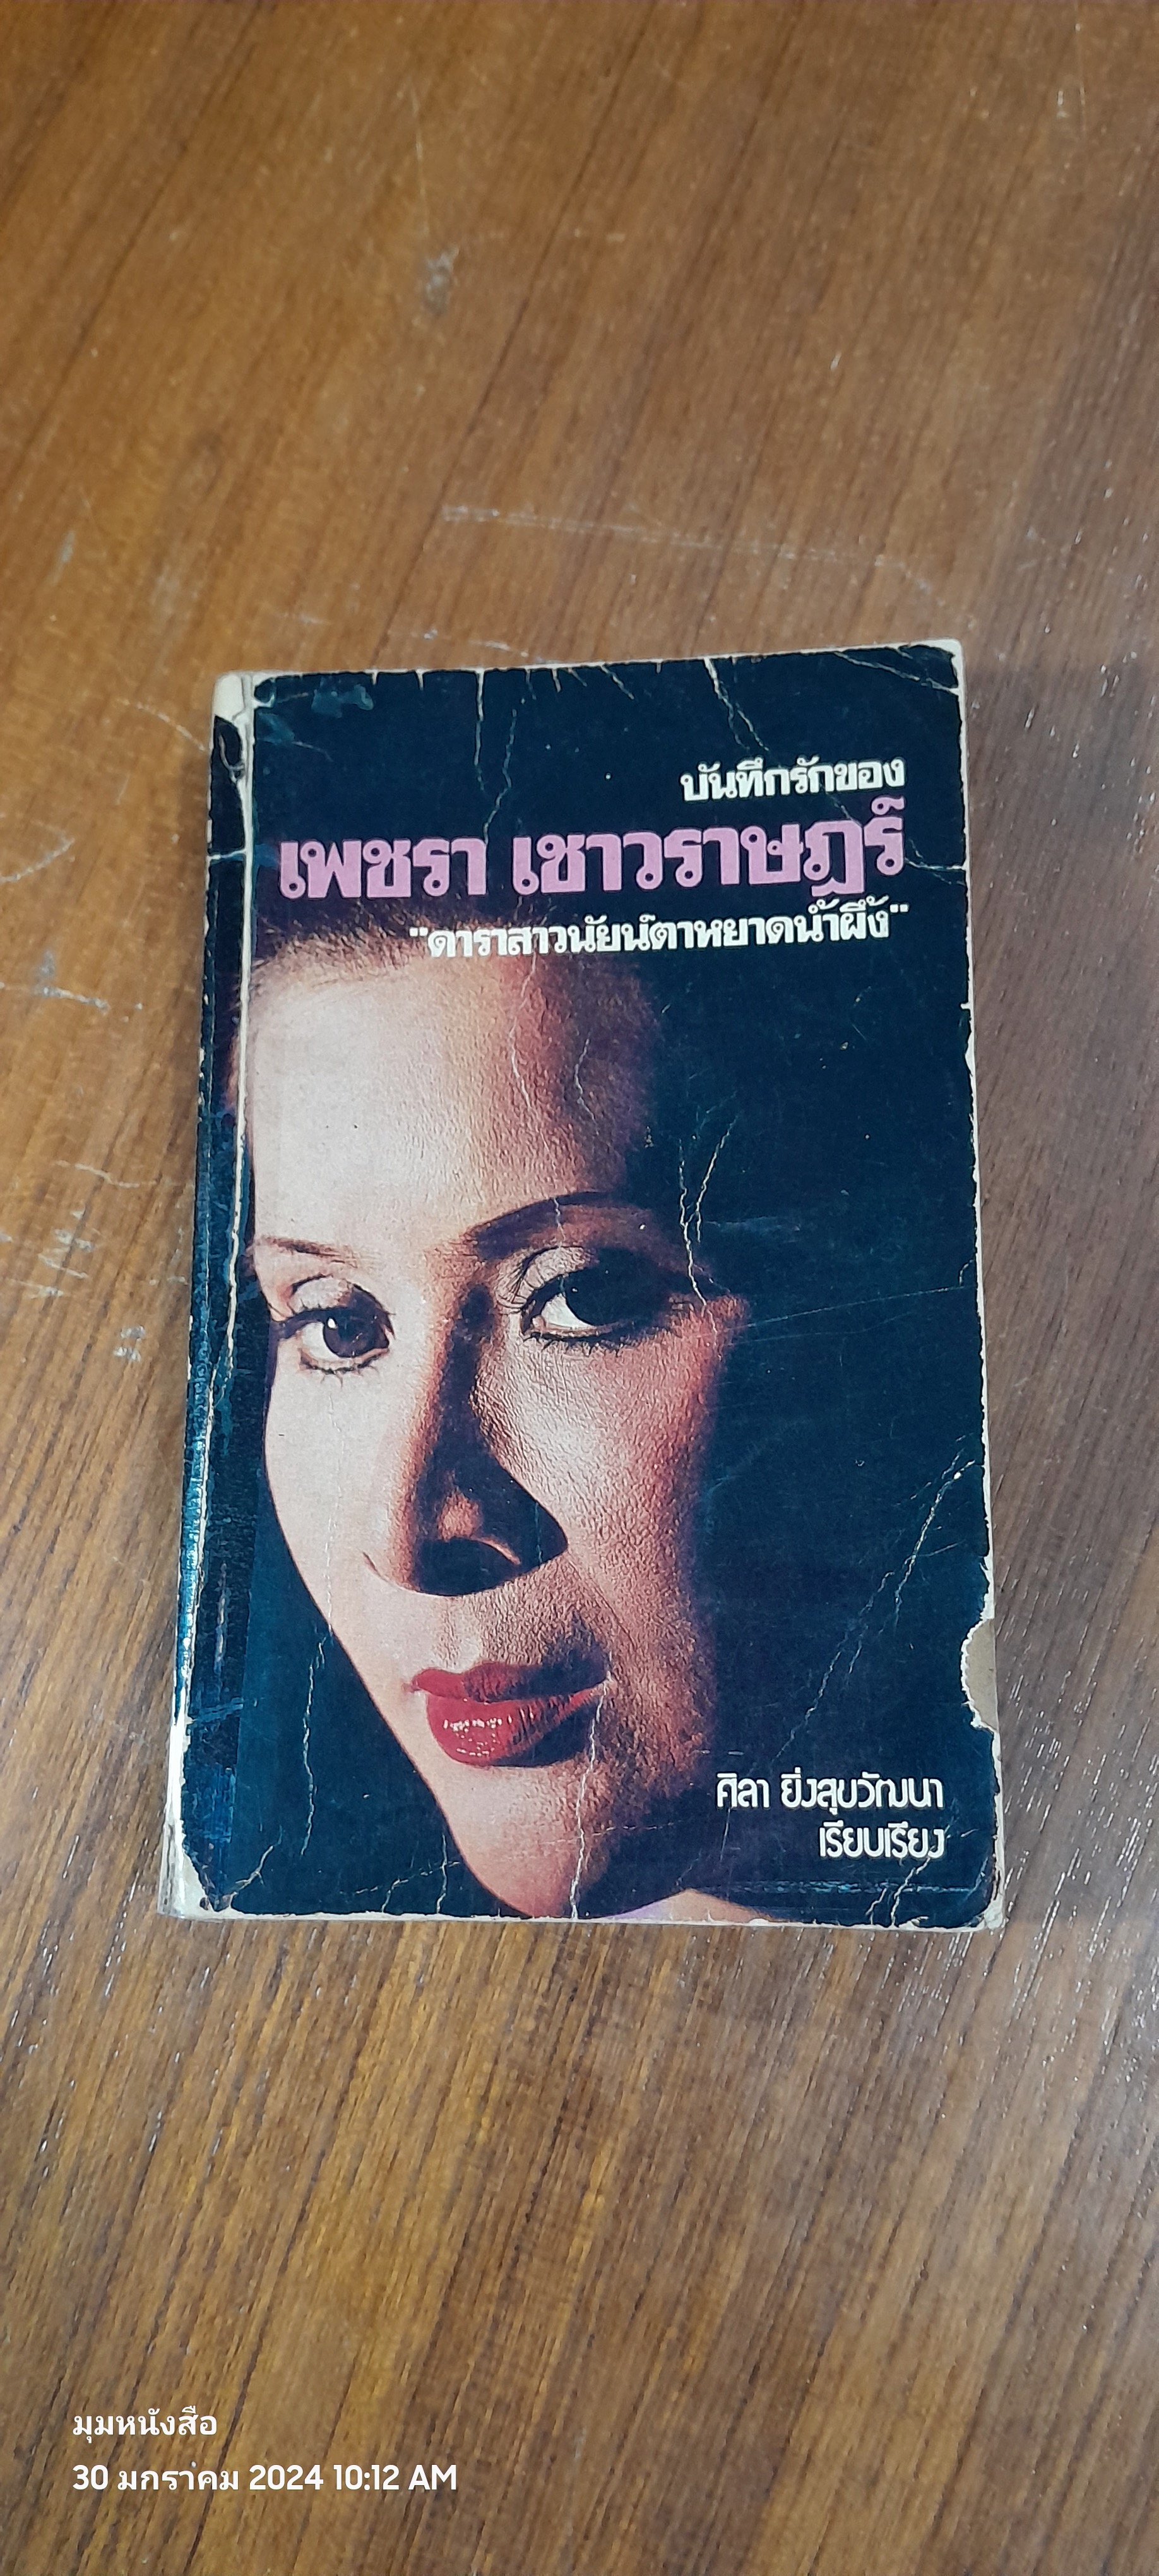 บันทึกรักของ
เพชรา เชาวราษฎร์
"ดาราสาวนัยน์ตาหยาดน้ำผึ้ง"
ศิลา ยิ่งสุขวัฒนา
เรียบเรียง
มุมหนังสือ
30 มกราคม 2024 10:12 AM